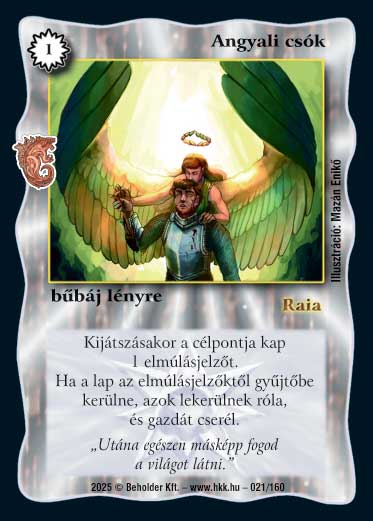 Angyali csók
1
Illusztráció: Mazán Enikő
bűbáj lényre
Raia
Kijátszásakor a célpontja kap
1 elmúlásjelzőt.
Ha a lap az elmúlásjelzőktől gyűjtőbe
kerülne, azok lekerülnek róla,
és gazdát cserél.
„Utána egészen másképp fogod
a világot látni.”
2025 © Beholder Kft. – www.hkk.hu – 021/160